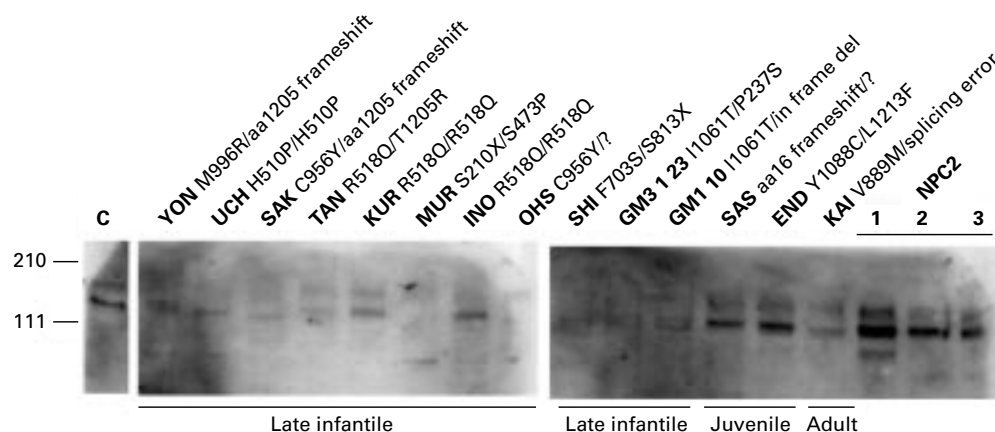 C
YON M996R/aa1205 frameshift
UCH H510P/H510P
SAK C956Y/aa1205 frameshift
TAN R518Q/T1205R
KUR R518Q/R518Q
MUR S210X/S473P
INO R518Q/R518Q
OHS C956Y/?
SHI F703S/S813X
GM3 1 23 I1061T/P237S
GM1 10 I1061T/in frame del
SAS aa16 frameshift/?
END Y1088C/L1213F
KAI V889M/splicing error
NPC2
1 2 3
210
111
Late infantile Late infantile Juvenile Adult